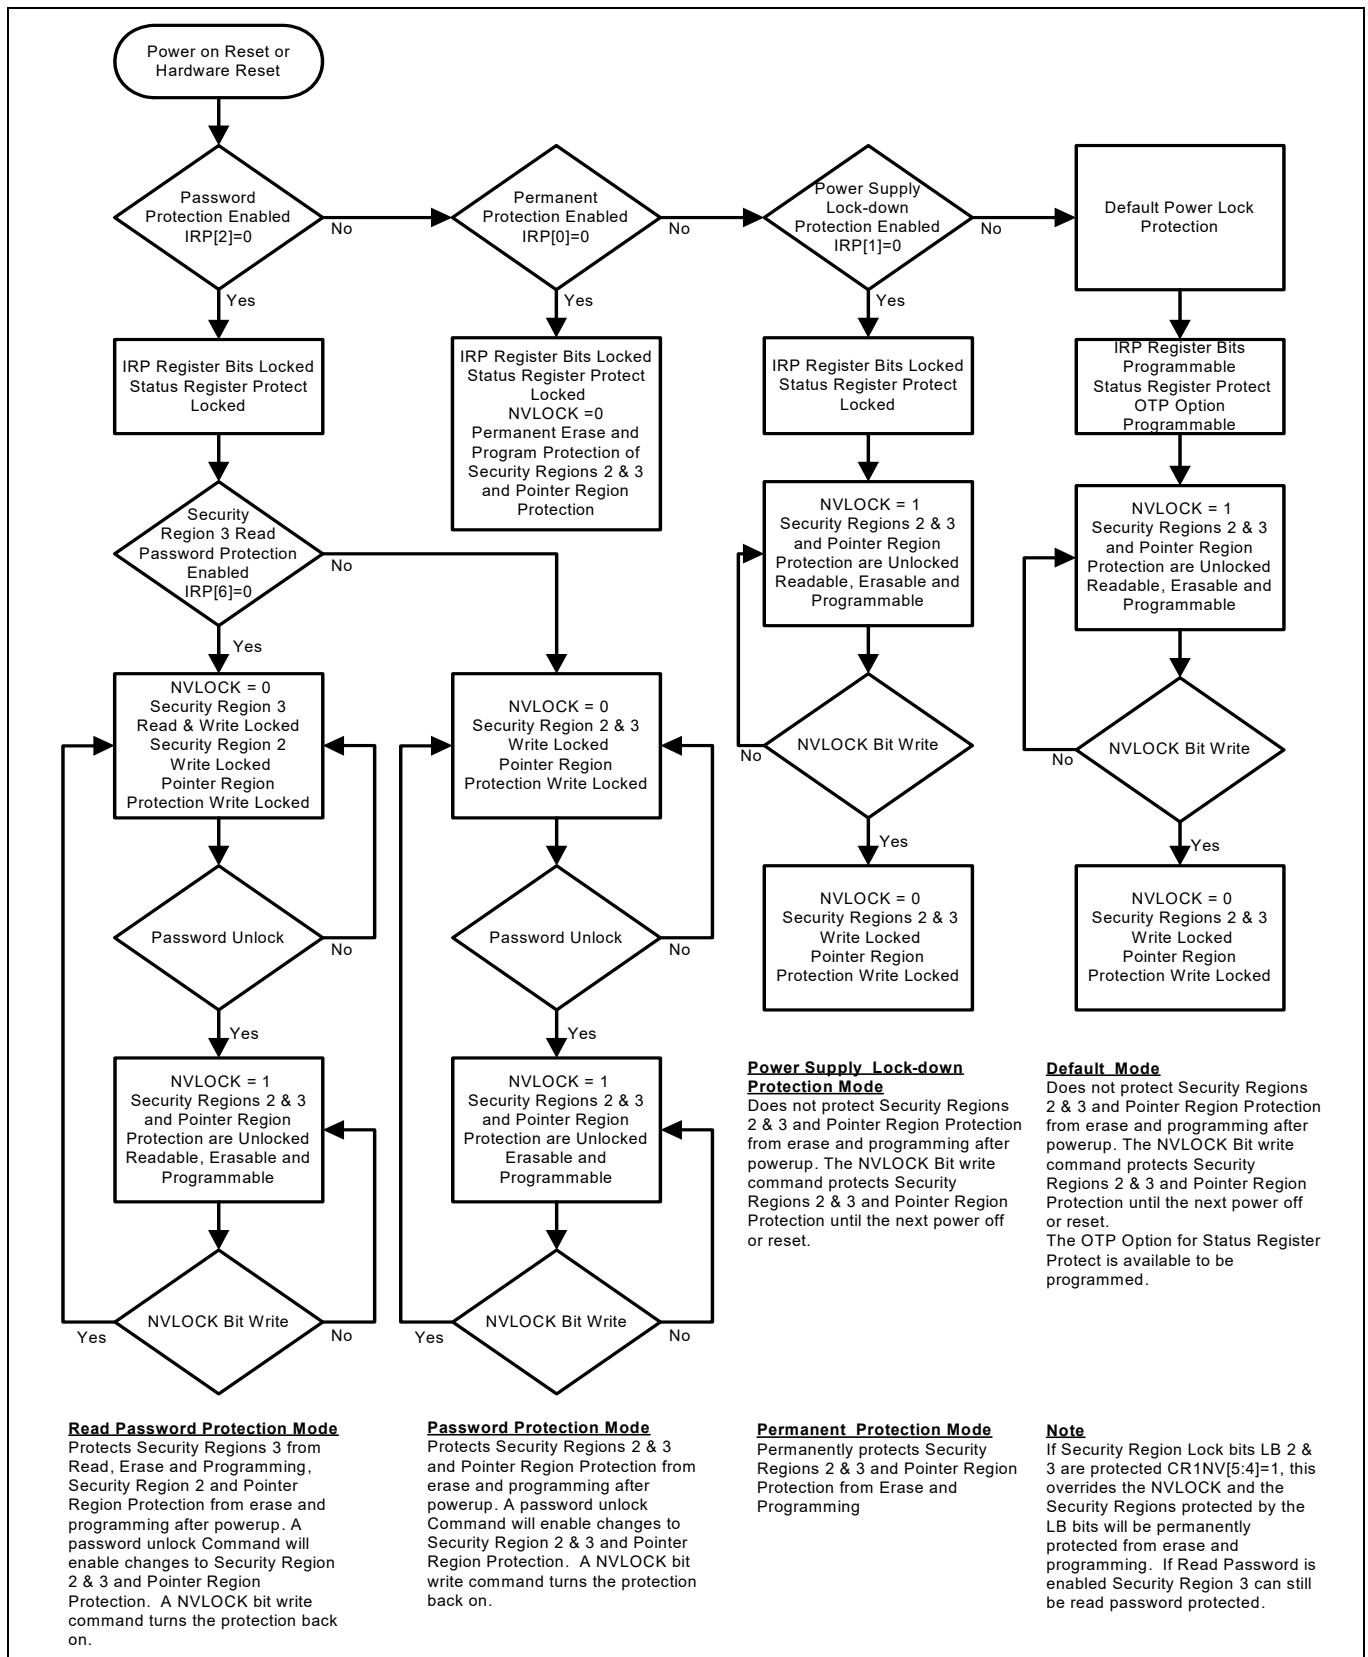 Power on Reset or
Hardware Reset
Password
Protection Enabled
IRP[2]=0
No
Yes
Permanent
Protection Enabled
IRP[0]=0
No
Yes
Power Supply
Lock-down
Protection Enabled
IRP[1]=0
No
Yes
Default Power Lock
Protection
IRP Register Bits Locked
Status Register Protect
Locked
IRP Register Bits Locked
Status Register Protect
Locked
NVLOCK =0
Permanent Erase and
Program Protection of
Security Regions 2 & 3
and Pointer Region
Protection
IRP Register Bits Locked
Status Register Protect
Locked
IRP Register Bits
Programmable
Status Register Protect
OTP Option
Programmable
Security
Region 3 Read
Password Protection
Enabled
IRP[6]=0
No
Yes
NVLOCK = 1
Security Regions 2 & 3
and Pointer Region
Protection are Unlocked
Readable, Erasable and
Programmable
NVLOCK = 1
Security Regions 2 & 3
and Pointer Region
Protection are Unlocked
Readable, Erasable and
Programmable
NVLOCK = 0
Security Region 3
Read & Write Locked
Security Region 2
Write Locked
Pointer Region
Protection Write Locked
NVLOCK = 0
Security Region 2 & 3
Write Locked
Pointer Region
Protection Write Locked
NVLOCK Bit Write
No
Yes
NVLOCK Bit Write
No
Yes
Password Unlock
No
Yes
Password Unlock
No
Yes
NVLOCK = 0
Security Regions 2 & 3
Write Locked
Pointer Region
Protection Write Locked
NVLOCK = 0
Security Regions 2 & 3
Write Locked
Pointer Region
Protection Write Locked
NVLOCK = 1
Security Regions 2 & 3
and Pointer Region
Protection are Unlocked
Readable, Erasable and
Programmable
NVLOCK = 1
Security Regions 2 & 3
and Pointer Region
Protection are Unlocked
Erasable and
Programmable
NVLOCK Bit Write
Yes
No
NVLOCK Bit Write
Yes
No
Power Supply Lock-down
Protection Mode
Does not protect Security Regions
2 & 3 and Pointer Region Protection
from erase and programming after
powerup. The NVLOCK Bit write
command protects Security
Regions 2 & 3 and Pointer Region
Protection until the next power off
or reset.
Default Mode
Does not protect Security Regions
2 & 3 and Pointer Region Protection
from erase and programming after
powerup. The NVLOCK Bit write
command protects Security
Regions 2 & 3 and Pointer Region
Protection until the next power off
or reset.
The OTP Option for Status Register
Protect is available to be
programmed.
Read Password Protection Mode
Protects Security Regions 3 from
Read, Erase and Programming,
Security Region 2 and Pointer
Region Protection from erase and
programming after powerup. A
password unlock Command will
enable changes to Security Region
2 & 3 and Pointer Region
Protection. A NVLOCK bit write
command turns the protection back
on.
Password Protection Mode
Protects Security Regions 2 & 3
and Pointer Region Protection from
erase and programming after
powerup. A password unlock
Command will enable changes to
Security Region 2 & 3 and Pointer
Region Protection. A NVLOCK bit
write command turns the protection
back on.
Permanent Protection Mode
Permanently protects Security
Regions 2 & 3 and Pointer Region
Protection from Erase and
Programming
Note
If Security Region Lock bits LB 2 &
3 are protected CR1NV[5:4]=1, this
overrides the NVLOCK and the
Security Regions protected by the
LB bits will be permanently
protected from erase and
programming. If Read Password is
enabled Security Region 3 can still
be read password protected.